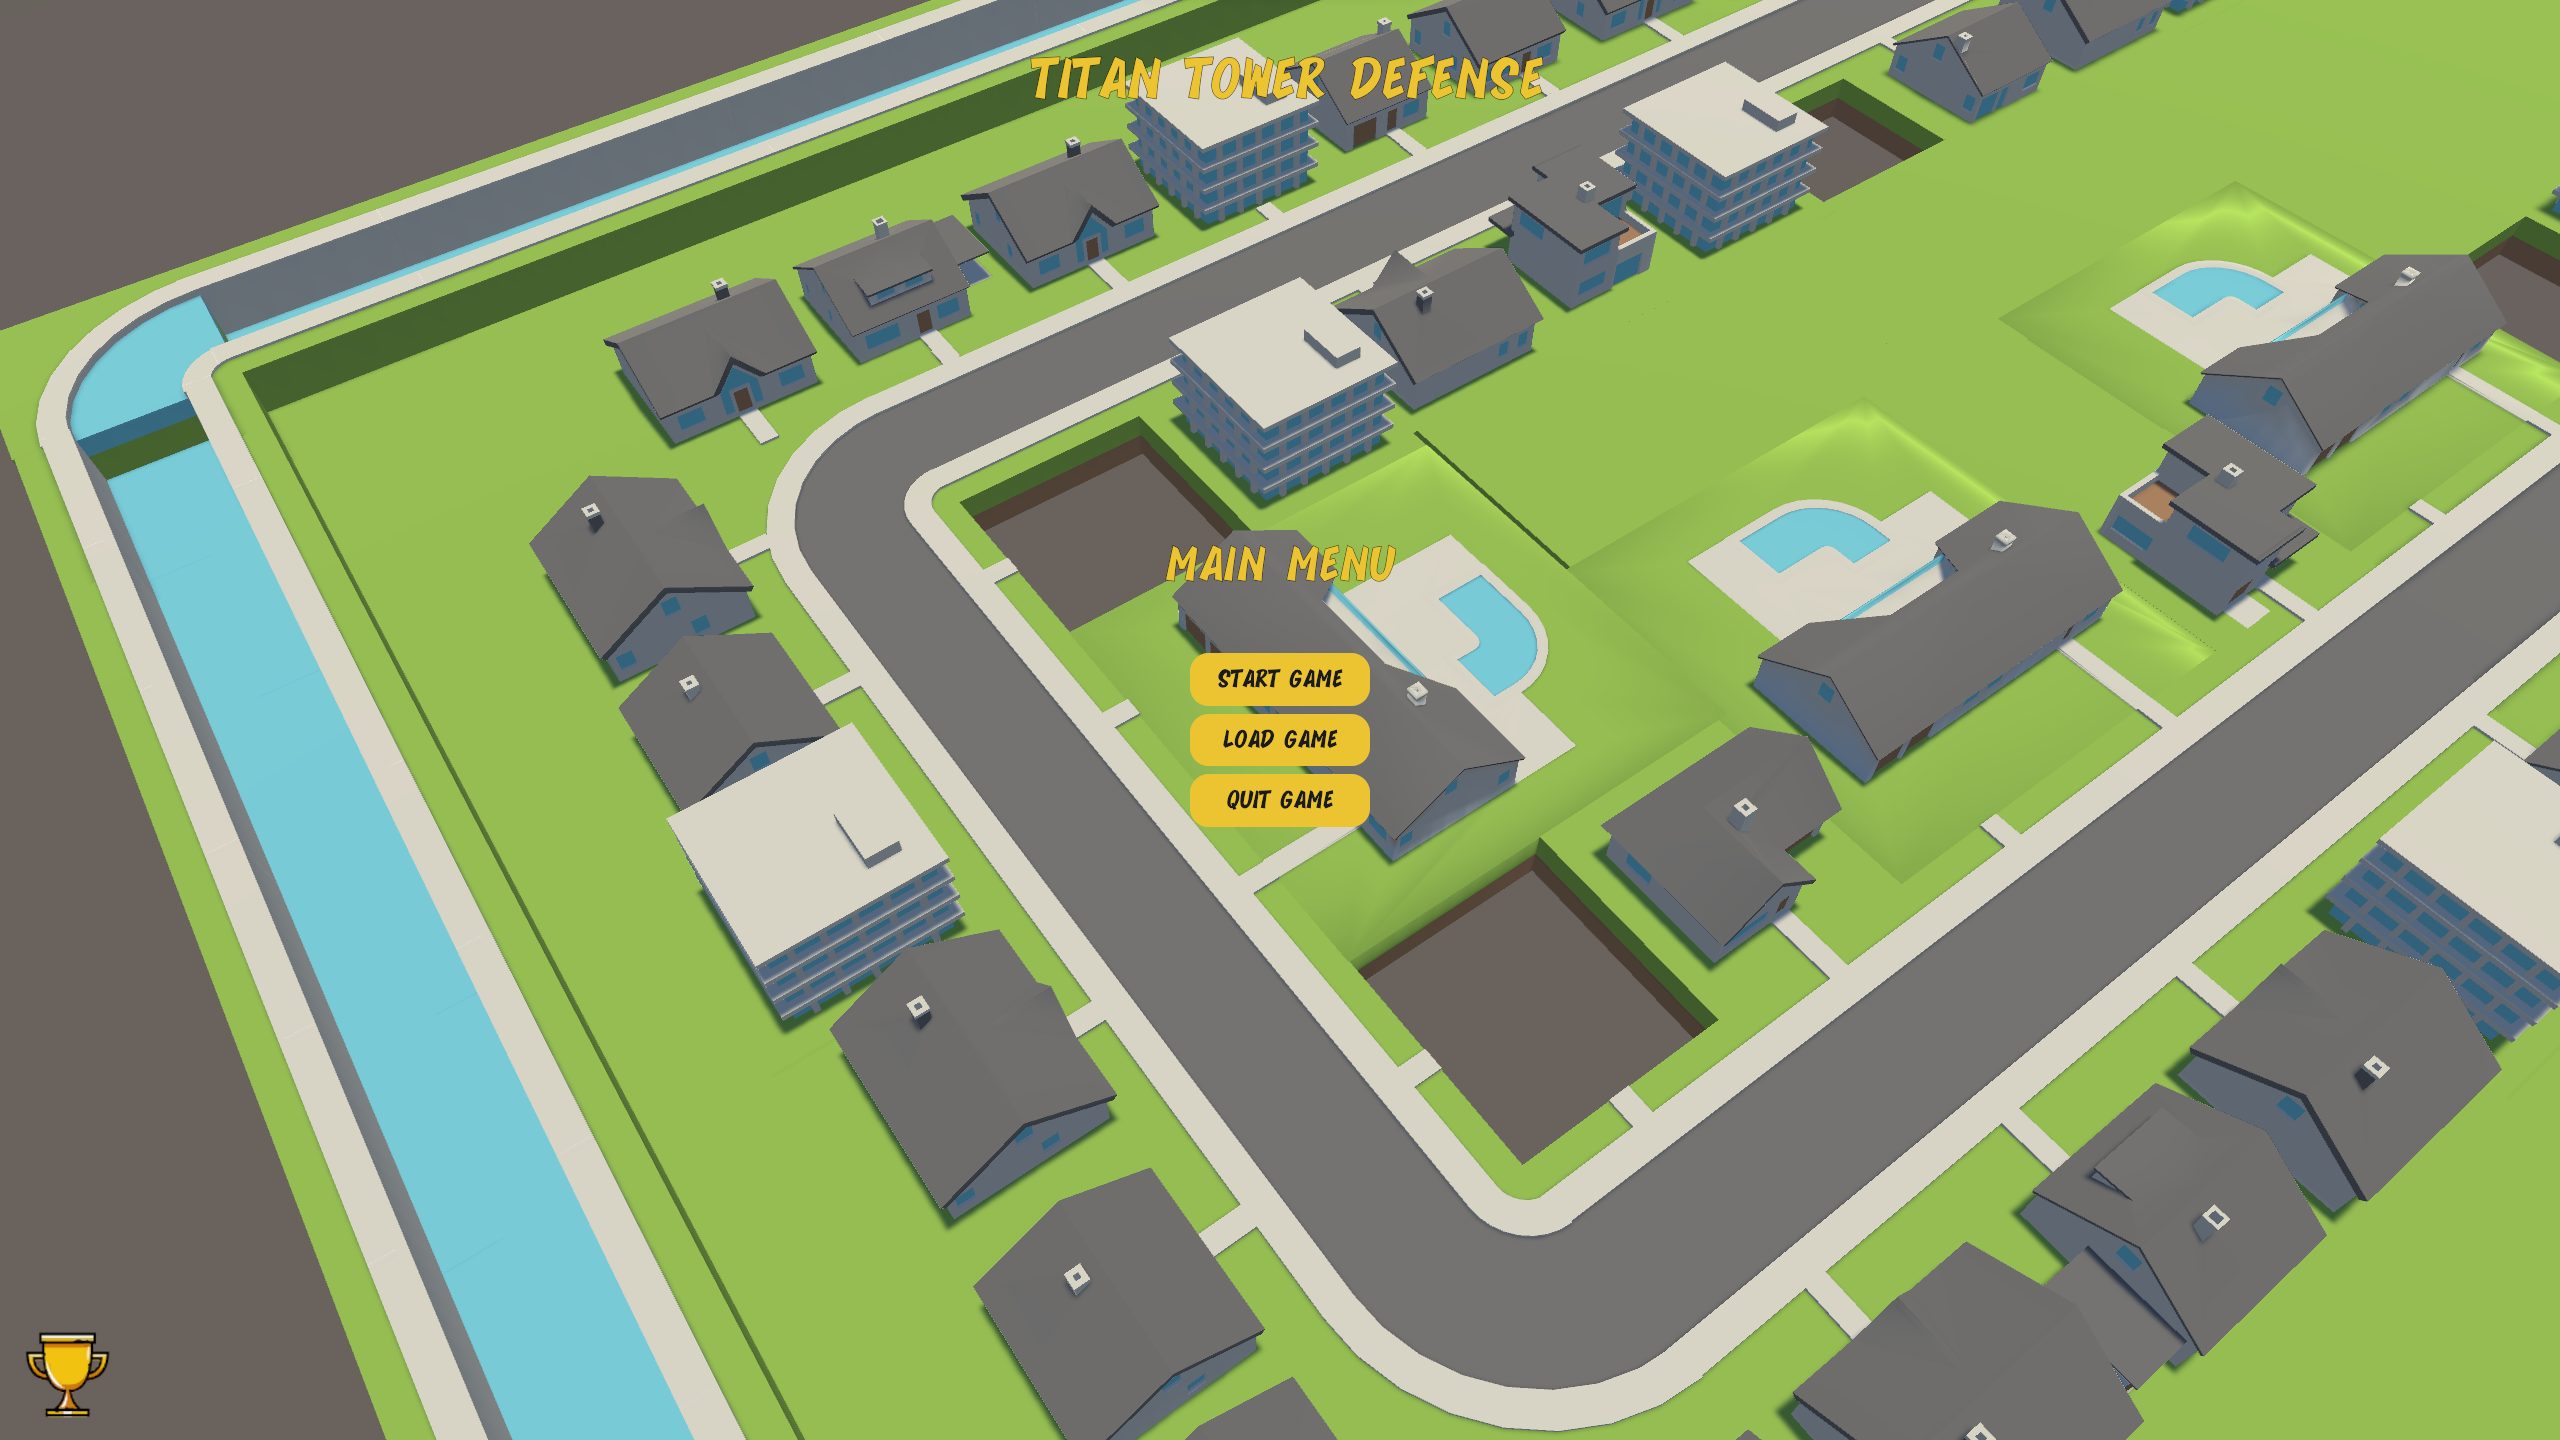 TITAN TOWER DEFENSE
MAIN MENU
START GAME
LOAD GAME
QUIT GAME